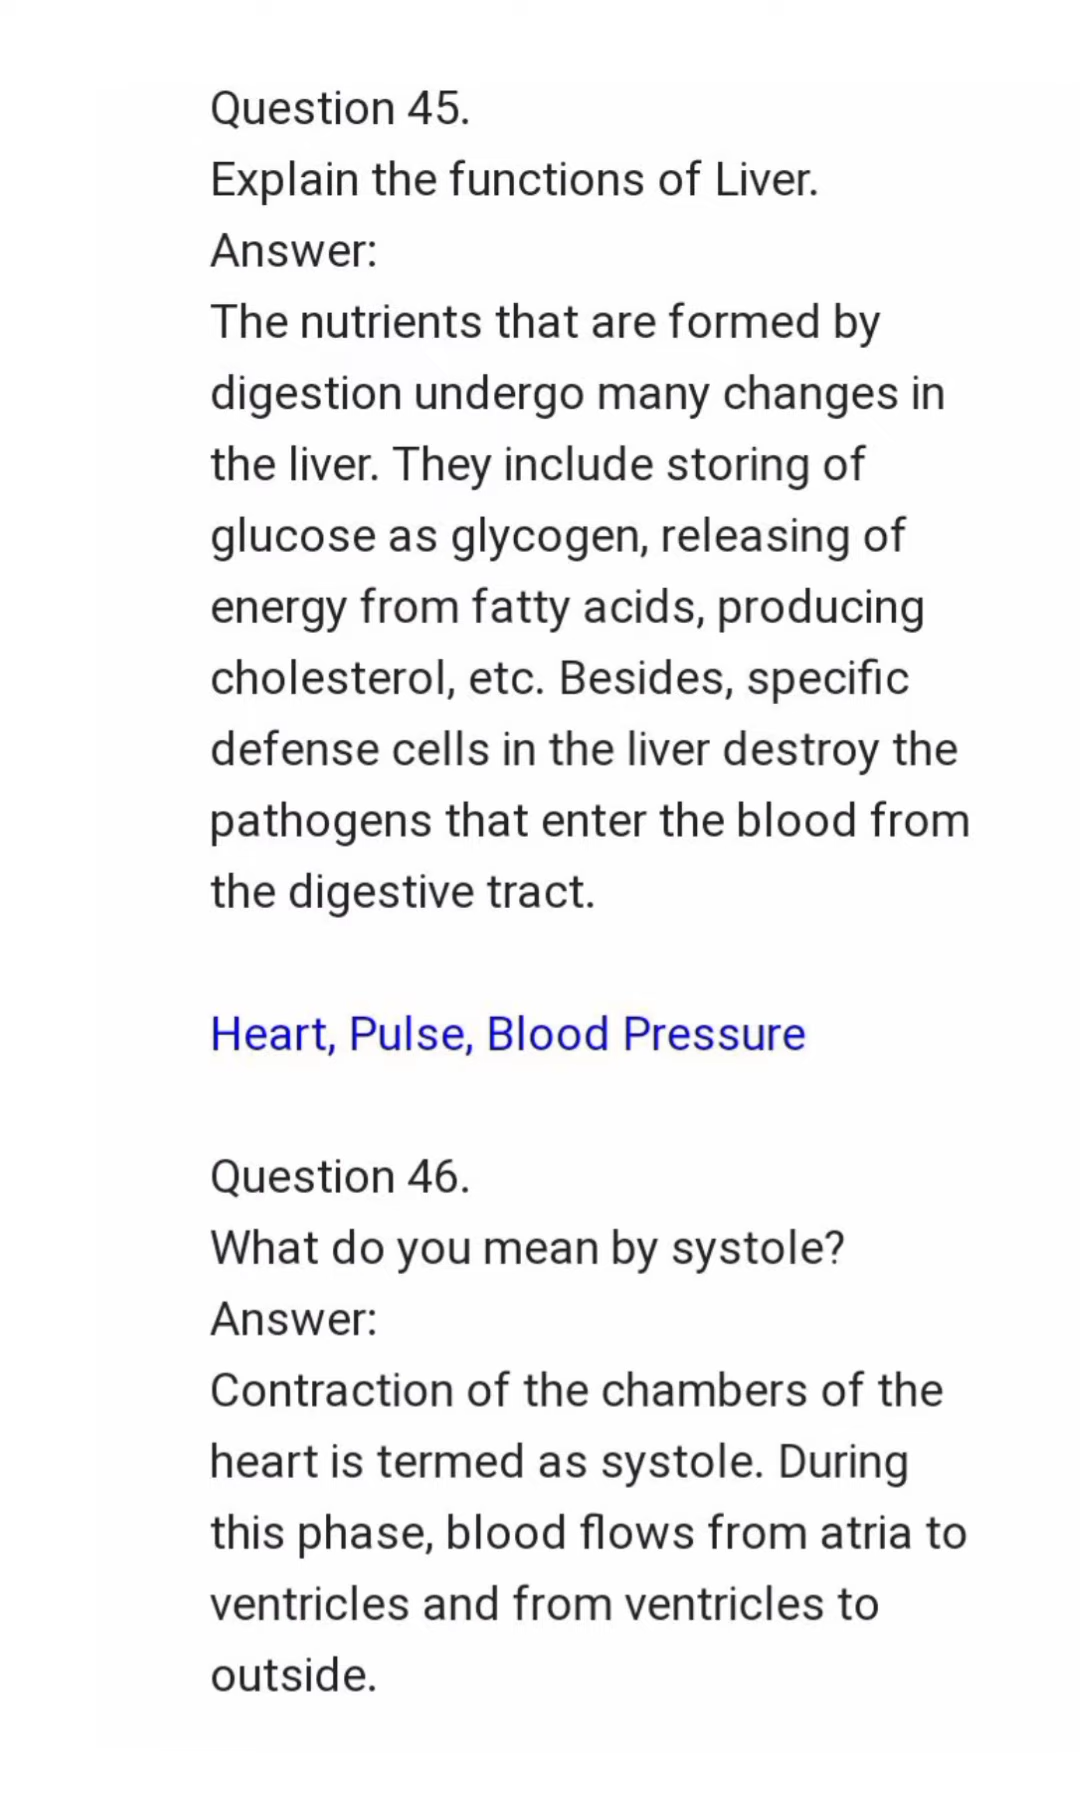 Question 45.
Explain the functions of Liver.
Answer:
The nutrients that are formed by
digestion undergo many changes in
the liver. They include storing of
glucose as glycogen, releasing of
energy from fatty acids, producing
cholesterol, etc. Besides, specific
defense cells in the liver destroy the
pathogens that enter the blood from
the digestive tract.
Heart, Pulse, Blood Pressure
Question 46.
What do you mean by systole?
Answer:
Contraction of the chambers of the
heart is termed as systole. During
this phase, blood flows from atria to
ventricles and from ventricles to
outside.